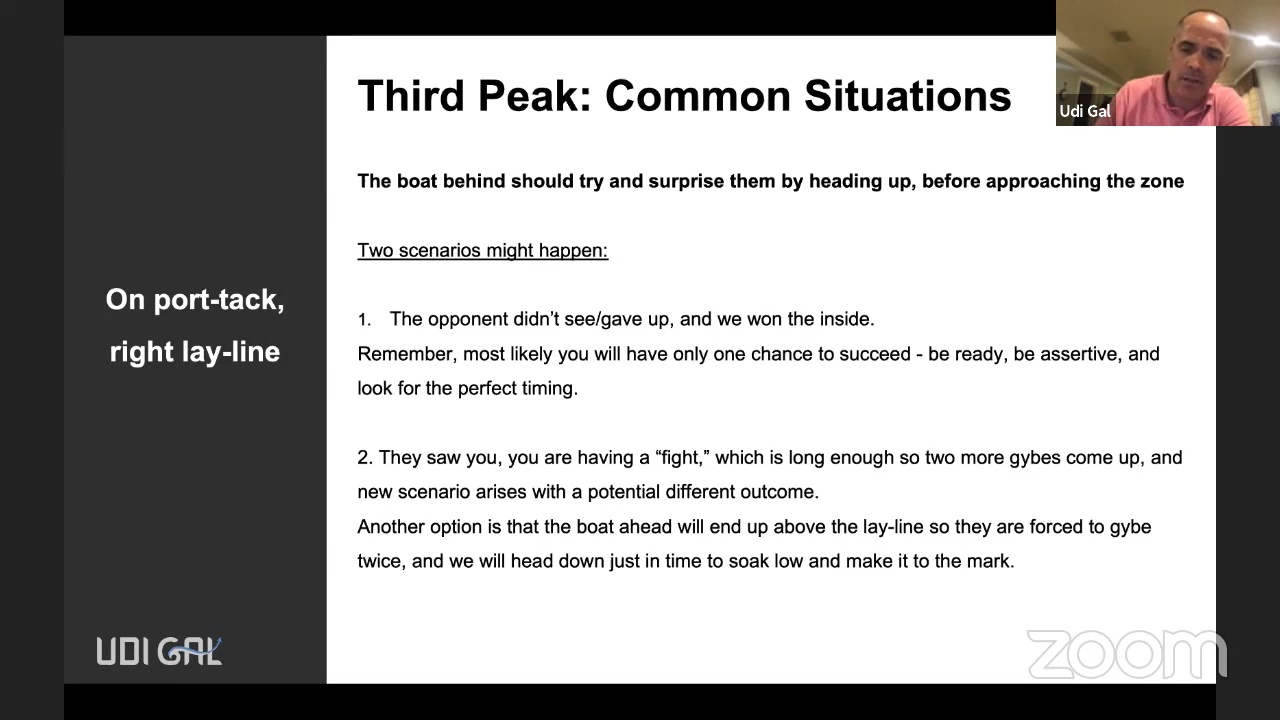 Third Peak: Common Situations
Udi Gal
The boat behind should try and surprise them by heading up, before approaching the zone
Two scenarios might happen:
On port-tack,
right lay-line
1. The opponent didn’t see/gave up, and we won the inside.
Remember, most likely you will have only one chance to succeed - be ready, be assertive, and
look for the perfect timing.
2. They saw you, you are having a “fight,” which is long enough so two more gybes come up, and
new scenario arises with a potential different outcome.
Another option is that the boat ahead will end up above the lay-line so they are forced to gybe
twice, and we will head down just in time to soak low and make it to the mark.
UDI GAL
zoom